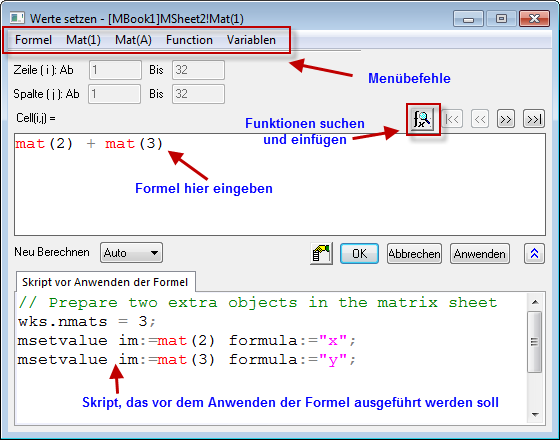 Werte setzen - [MBook1]MSheet2!Mat(1)
Formel Mat(1) Mat(A) Function Variablen
Menübefehle
Zeile ( i ): Ab 1 Bis 32
Spalte ( j ): Ab 1 Bis 32
Cell(i,j) =
Funktionen suchen
und einfügen
|<< << >> >>|
mat(2) + mat(3)
Formel hier eingeben
Neu Berechnen Auto OK Abbrechen Anwenden
Skript vor Anwenden der Formel
// Prepare two extra objects in the matrix sheet
wks.nmats = 3;
msetvalue im:=mat(2) formula:="x";
msetvalue im:=mat(3) formula:="y";
Skript, das vor dem Anwenden der Formel ausgeführt werden soll